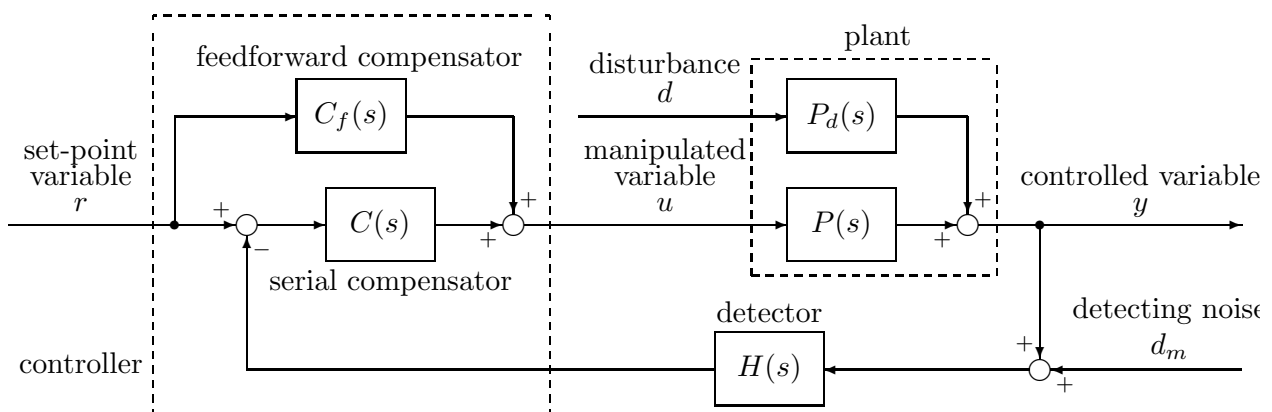 plant
feedforward compensator
disturbance
d
C_f(s)
P_d(s)
set-point
variable
r
manipulated
variable
u
controlled variable
y
+
+
+
+
+
+
−
C(s)
P(s)
serial compensator
detector
detecting noise
d_m
controller
H(s)
+
+